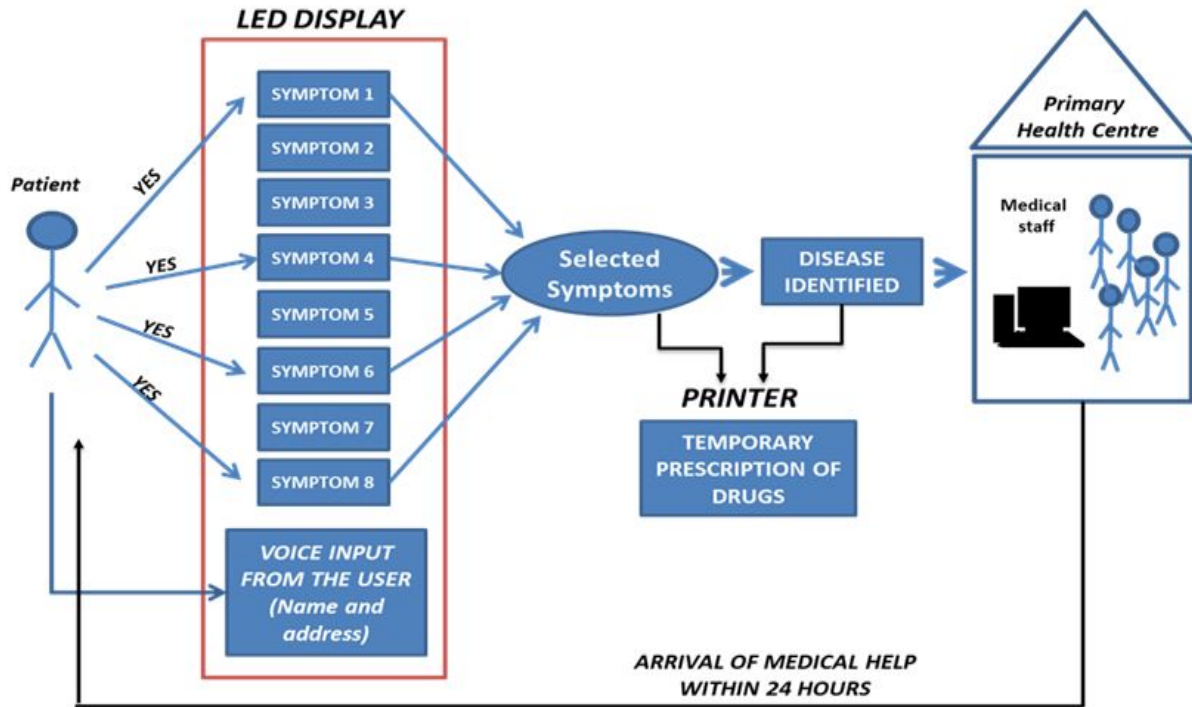 LED DISPLAY
Patient
YES
YES
YES
YES
SYMPTOM 1
SYMPTOM 2
SYMPTOM 3
SYMPTOM 4
SYMPTOM 5
SYMPTOM 6
SYMPTOM 7
SYMPTOM 8
VOICE INPUT
FROM THE USER
(Name and
address)
Selected
Symptoms
DISEASE
IDENTIFIED
PRINTER
TEMPORARY
PRESCRIPTION OF
DRUGS
Primary
Health Centre
Medical
staff
ARRIVAL OF MEDICAL HELP
WITHIN 24 HOURS